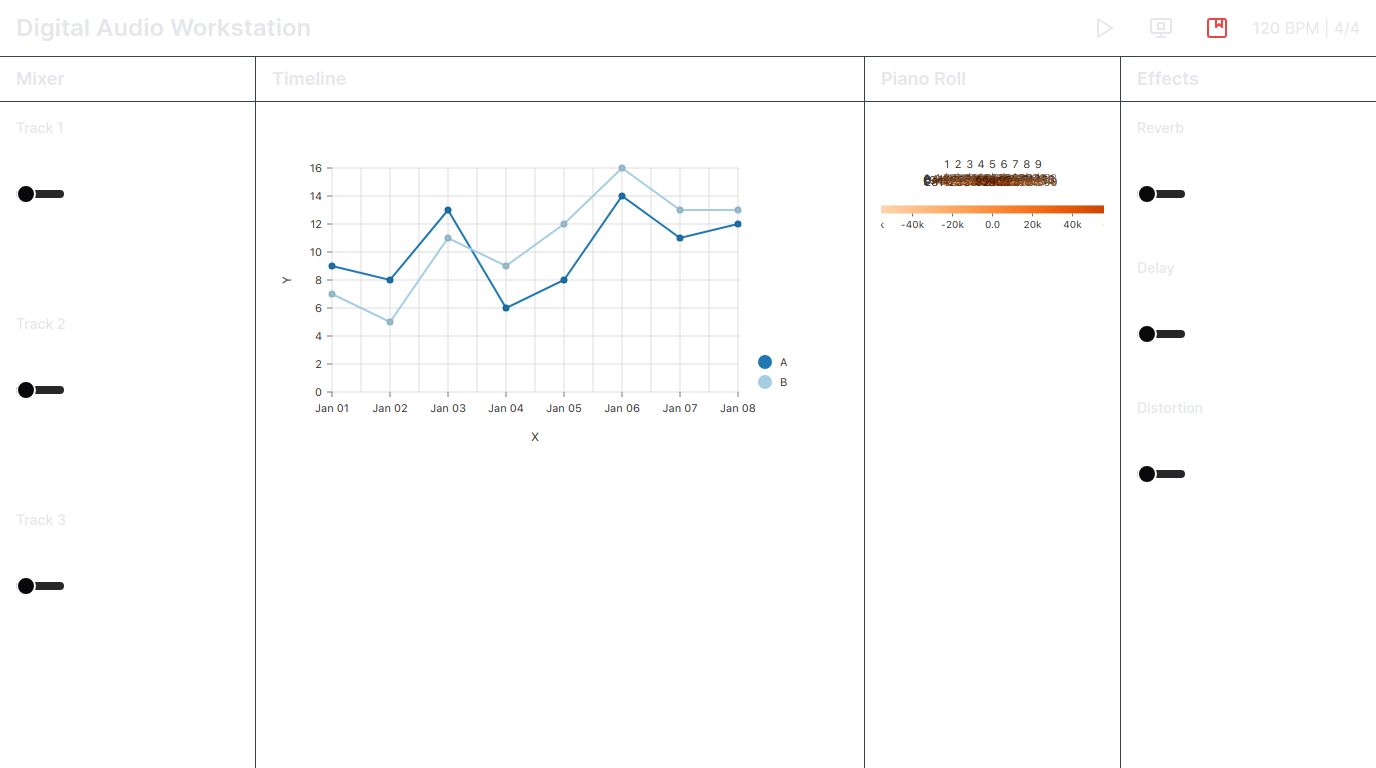 Digital Audio Workstation
120 BPM | 4/4
Mixer
Timeline
Piano Roll
Effects
Track 1
Track 2
Track 3
16
14
12
10
8
6
4
2
0
Y
Jan 01 Jan 02 Jan 03 Jan 04 Jan 05 Jan 06 Jan 07 Jan 08
X
A
B
1 2 3 4 5 6 7 8 9
-40k -20k 0.0 20k 40k
Reverb
Delay
Distortion